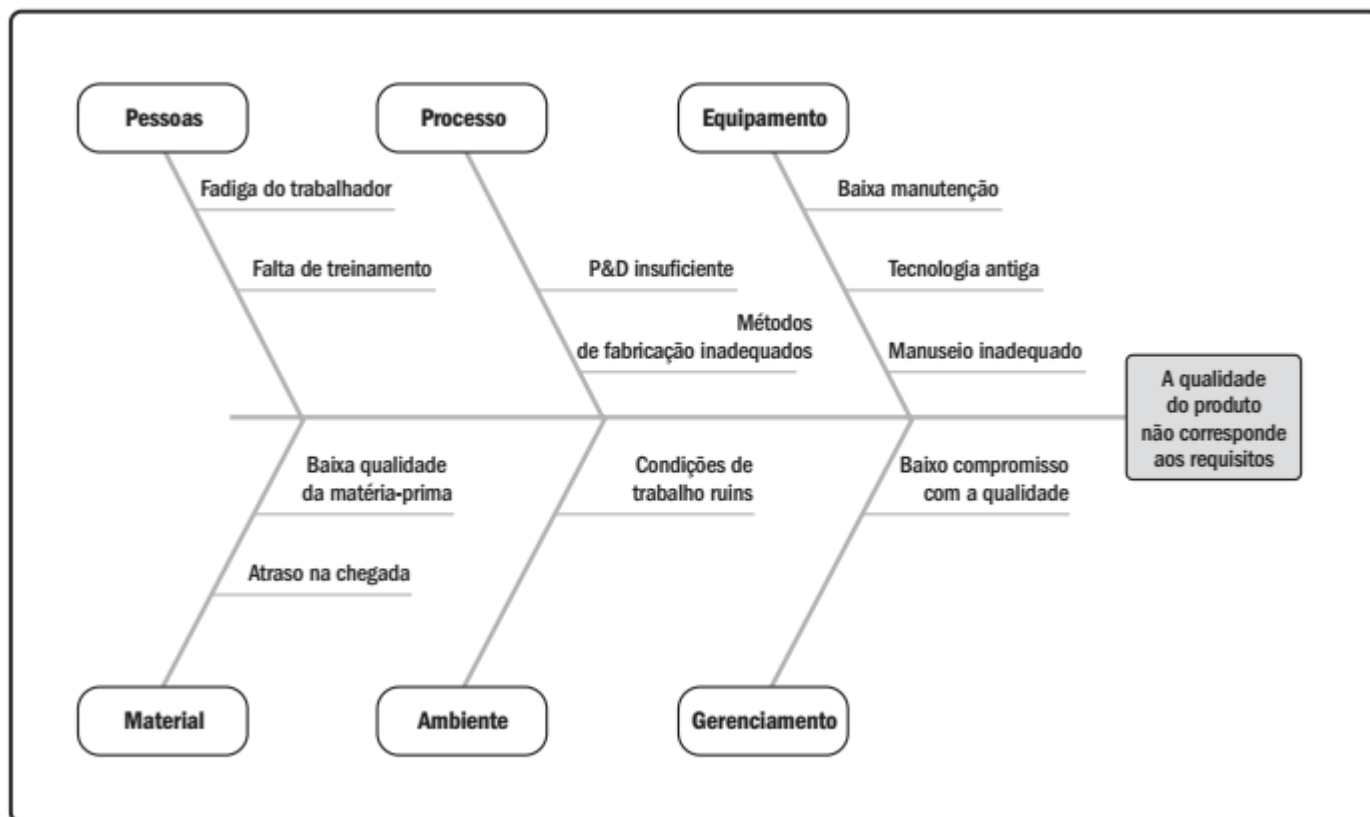 Pessoas
Processo
Equipamento
Fadiga do trabalhador
Baixa manutenção
Falta de treinamento
P&D insuficiente
Tecnologia antiga
Métodos
de fabricação inadequados
Manuseio inadequado
A qualidade
do produto
não corresponde
aos requisitos
Baixa qualidade
da matéria-prima
Condições de
trabalho ruins
Baixo compromisso
com a qualidade
Atraso na chegada
Material
Ambiente
Gerenciamento